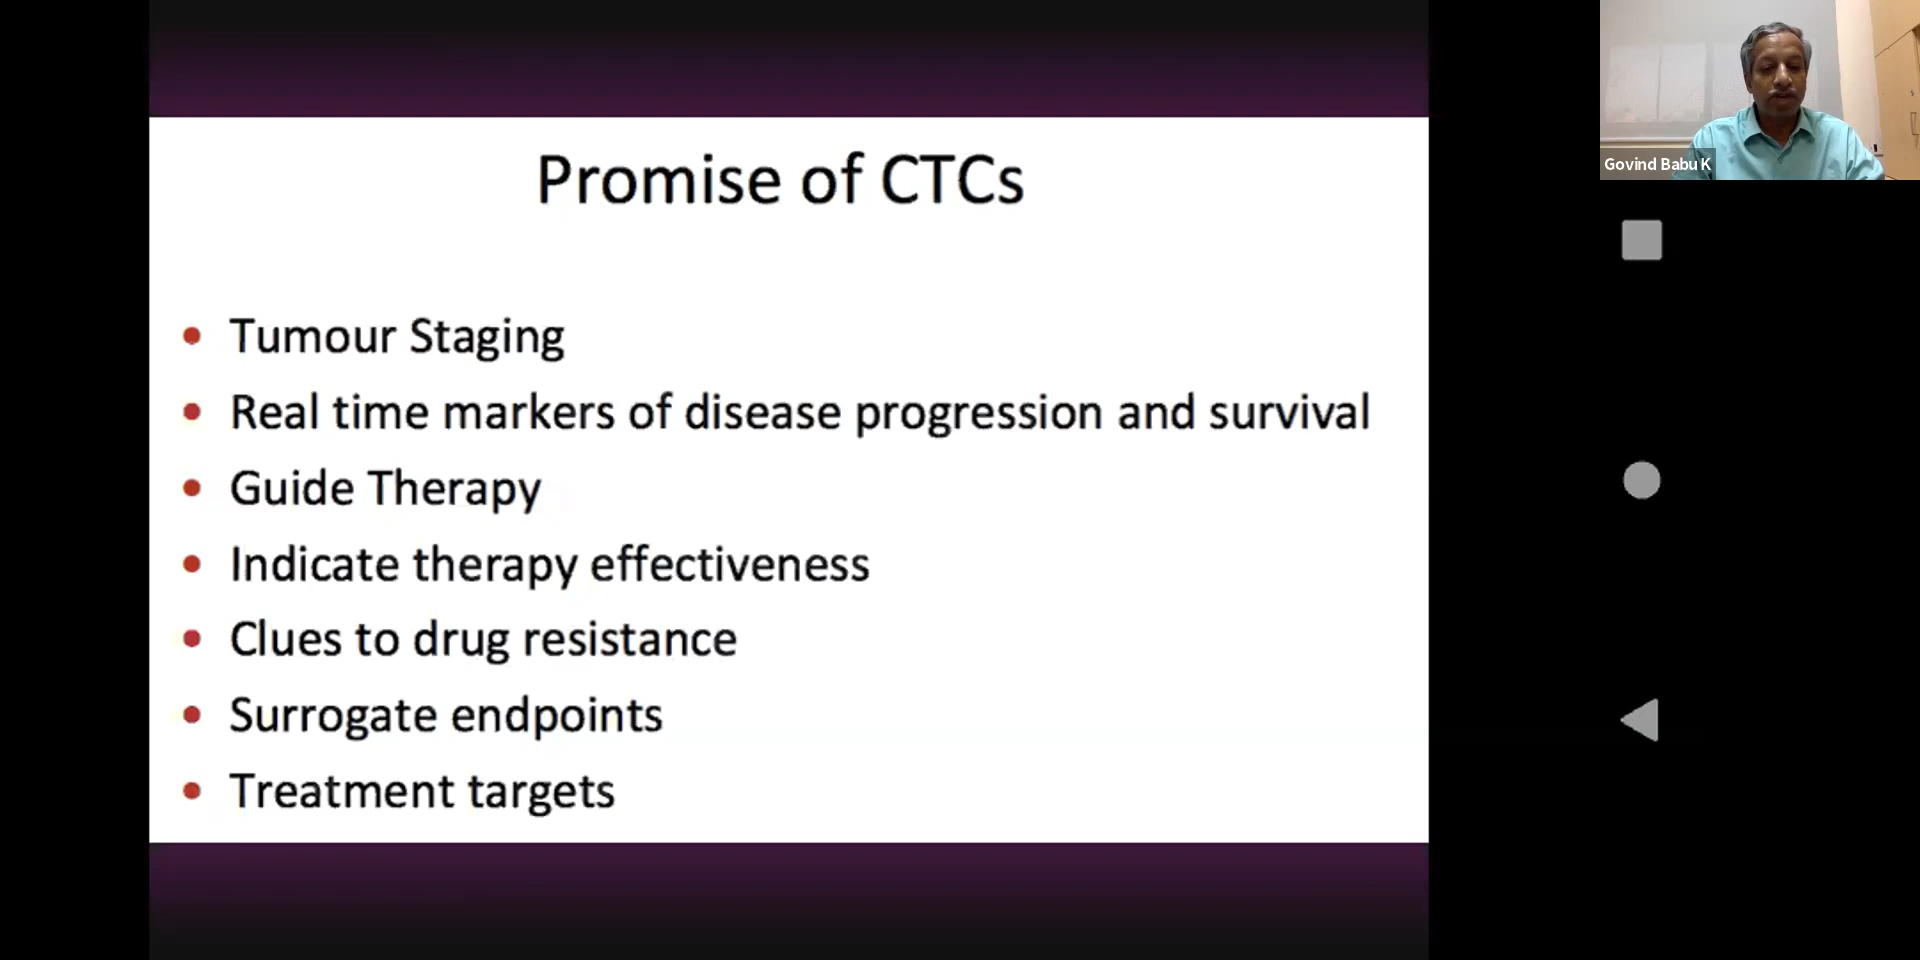 Promise of CTCs
Govind Babu K
• Tumour Staging
• Real time markers of disease progression and survival
• Guide Therapy
• Indicate therapy effectiveness
• Clues to drug resistance
• Surrogate endpoints
• Treatment targets